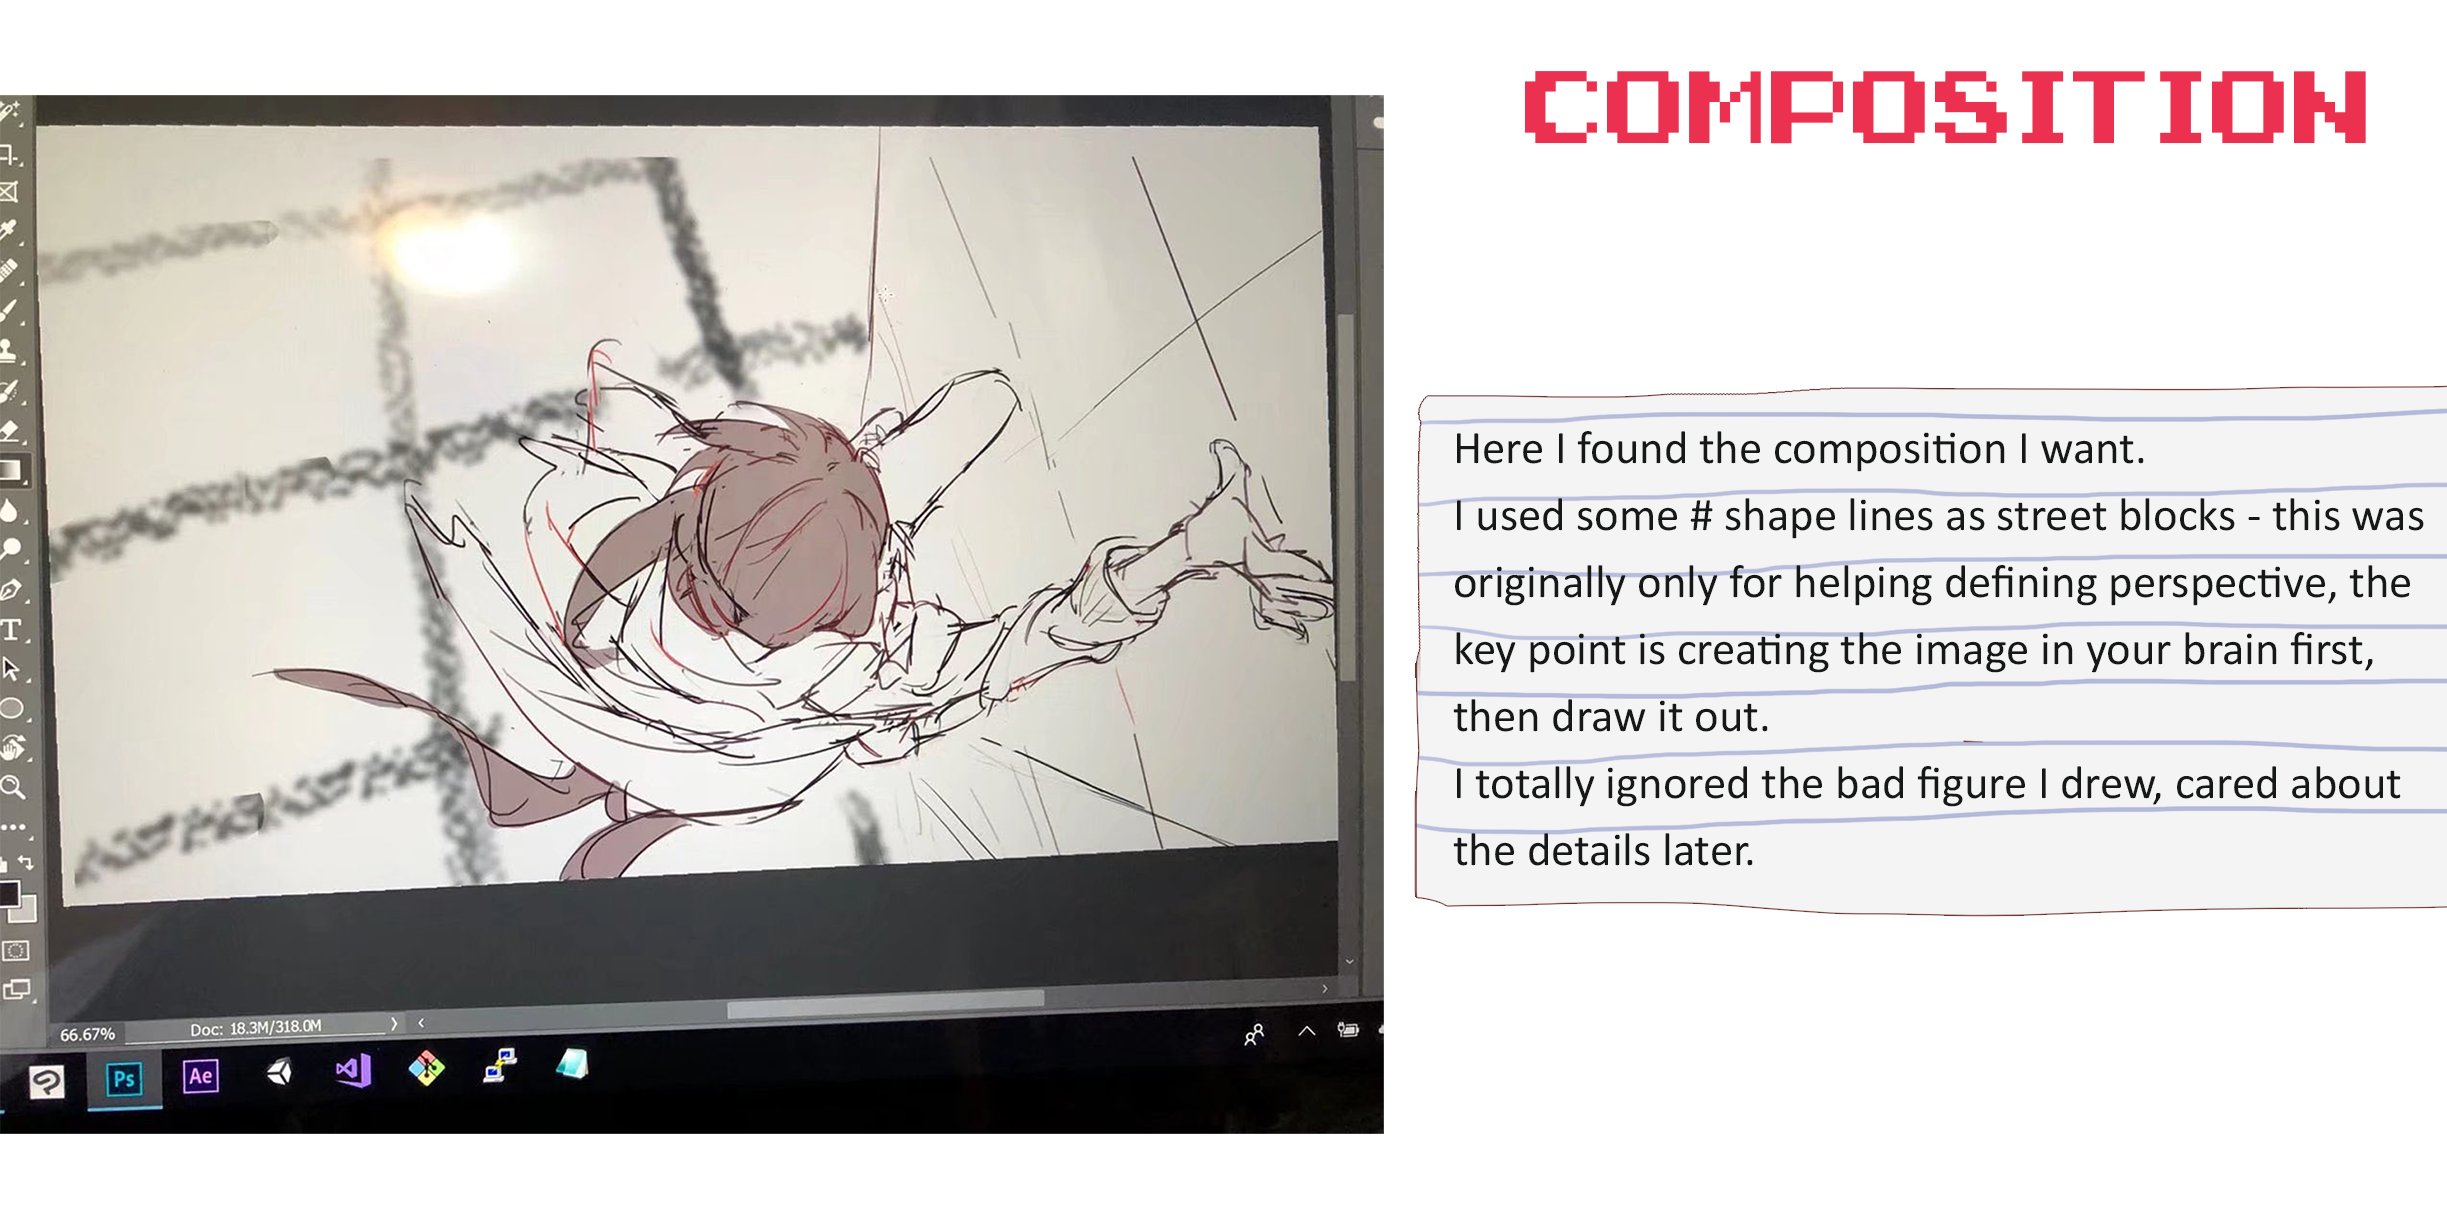 COMPOSITION
Here I found the composition I want.
I used some # shape lines as street blocks - this was
originally only for helping defining perspective, the
key point is creating the image in your brain first,
then draw it out.
I totally ignored the bad figure I drew, cared about
the details later.
T
66.67%
Doc: 18.3M/318.0M
Ps
Ae